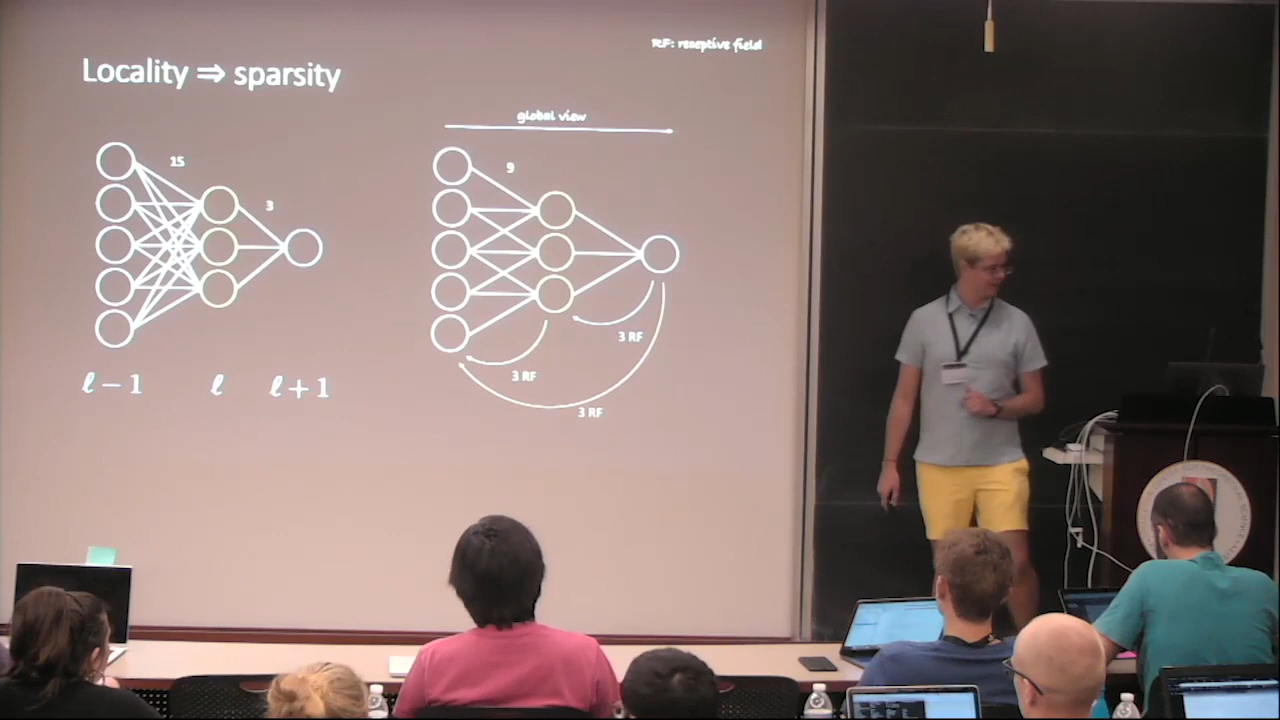 RF: receptive field
Locality ⇒ sparsity
global view
15
3
9
3 RF
3 RF
3 RF
ℓ − 1
ℓ
ℓ + 1